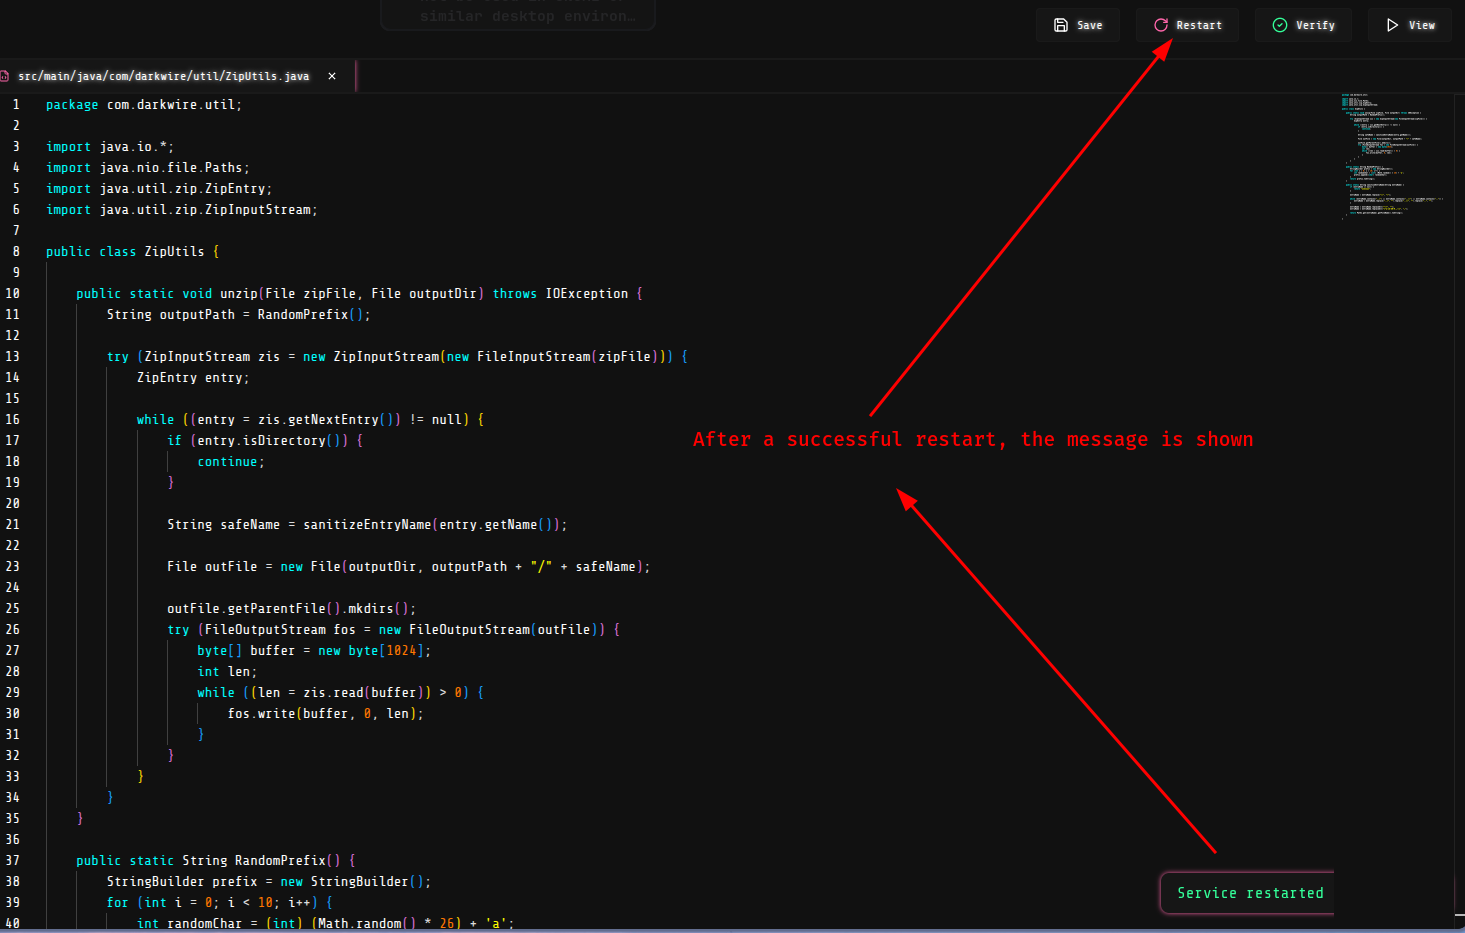 similar desktop environ…
Save
Restart
Verify
View
src/main/java/com/darkwire/util/ZipUtils.java ×
1 package com.darkwire.util;
2
3 import java.io.*;
4 import java.nio.file.Paths;
5 import java.util.zip.ZipEntry;
6 import java.util.zip.ZipInputStream;
7
8 public class ZipUtils {
9
10 public static void unzip(File zipFile, File outputDir) throws IOException {
11 String outputPath = RandomPrefix();
12
13 try (ZipInputStream zis = new ZipInputStream(new FileInputStream(zipFile))) {
14 ZipEntry entry;
15
16 while ((entry = zis.getNextEntry()) != null) {
17 if (entry.isDirectory()) {
18 continue;
19 }
20
21 String safeName = sanitizeEntryName(entry.getName());
22
23 File outFile = new File(outputDir, outputPath + "/" + safeName);
24
25 outFile.getParentFile().mkdirs();
26 try (FileOutputStream fos = new FileOutputStream(outFile)) {
27 byte[] buffer = new byte[1024];
28 int len;
29 while ((len = zis.read(buffer)) > 0) {
30 fos.write(buffer, 0, len);
31 }
32 }
33 }
34 }
35 }
36
37 public static String RandomPrefix() {
38 StringBuilder prefix = new StringBuilder();
39 for (int i = 0; i < 10; i++) {
40 int randomChar = (int) (Math.random() * 26) + 'a';
After a successful restart, the message is shown
Service restarted